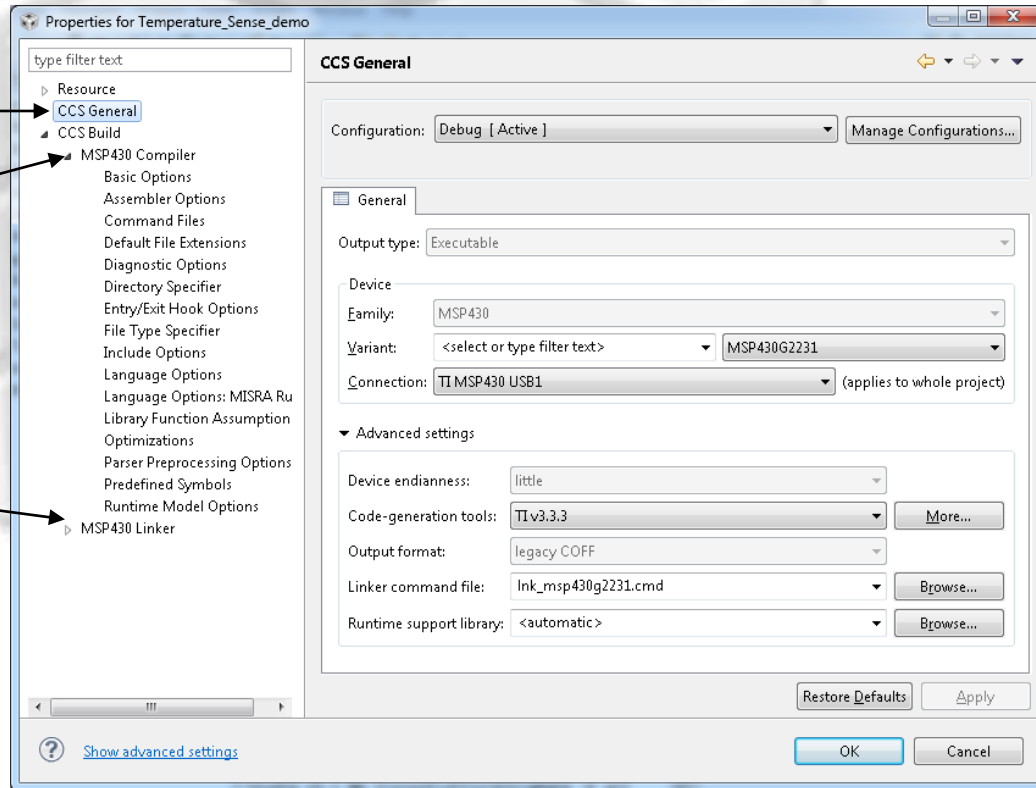 Properties for Temperature_Sense_demo
type filter text
Resource
CCS General
CCS Build
MSP430 Compiler
Basic Options
Assembler Options
Command Files
Default File Extensions
Diagnostic Options
Directory Specifier
Entry/Exit Hook Options
File Type Specifier
Include Options
Language Options
Language Options: MISRA Ru
Library Function Assumption
Optimizations
Parser Preprocessing Options
Predefined Symbols
Runtime Model Options
MSP430 Linker
CCS General
Configuration: Debug [ Active ] Manage Configurations...
General
Output type: Executable
Device
Family: MSP430
Variant: <select or type filter text> MSP430G2231
Connection: TI MSP430 USB1 (applies to whole project)
Advanced settings
Device endianness: little
Code-generation tools: TI v3.3.3 More...
Output format: legacy COFF
Linker command file: lnk_msp430g2231.cmd Browse...
Runtime support library: <automatic> Browse...
Restore Defaults Apply
Show advanced settings OK Cancel